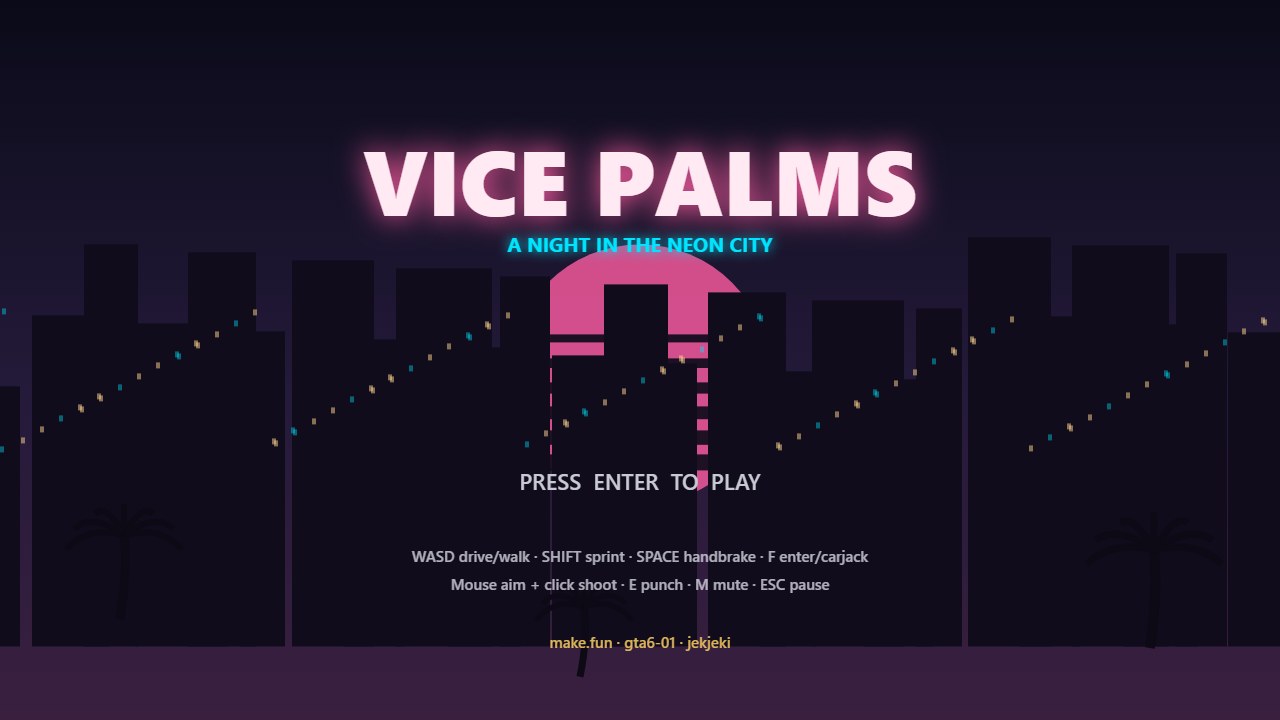 VICE PALMS
A NIGHT IN THE NEON CITY
PRESS ENTER TO PLAY
WASD drive/walk · SHIFT sprint · SPACE handbrake · F enter/carjack
Mouse aim + click shoot · E punch · M mute · ESC pause
make.fun · gta6-01 · jekjeki